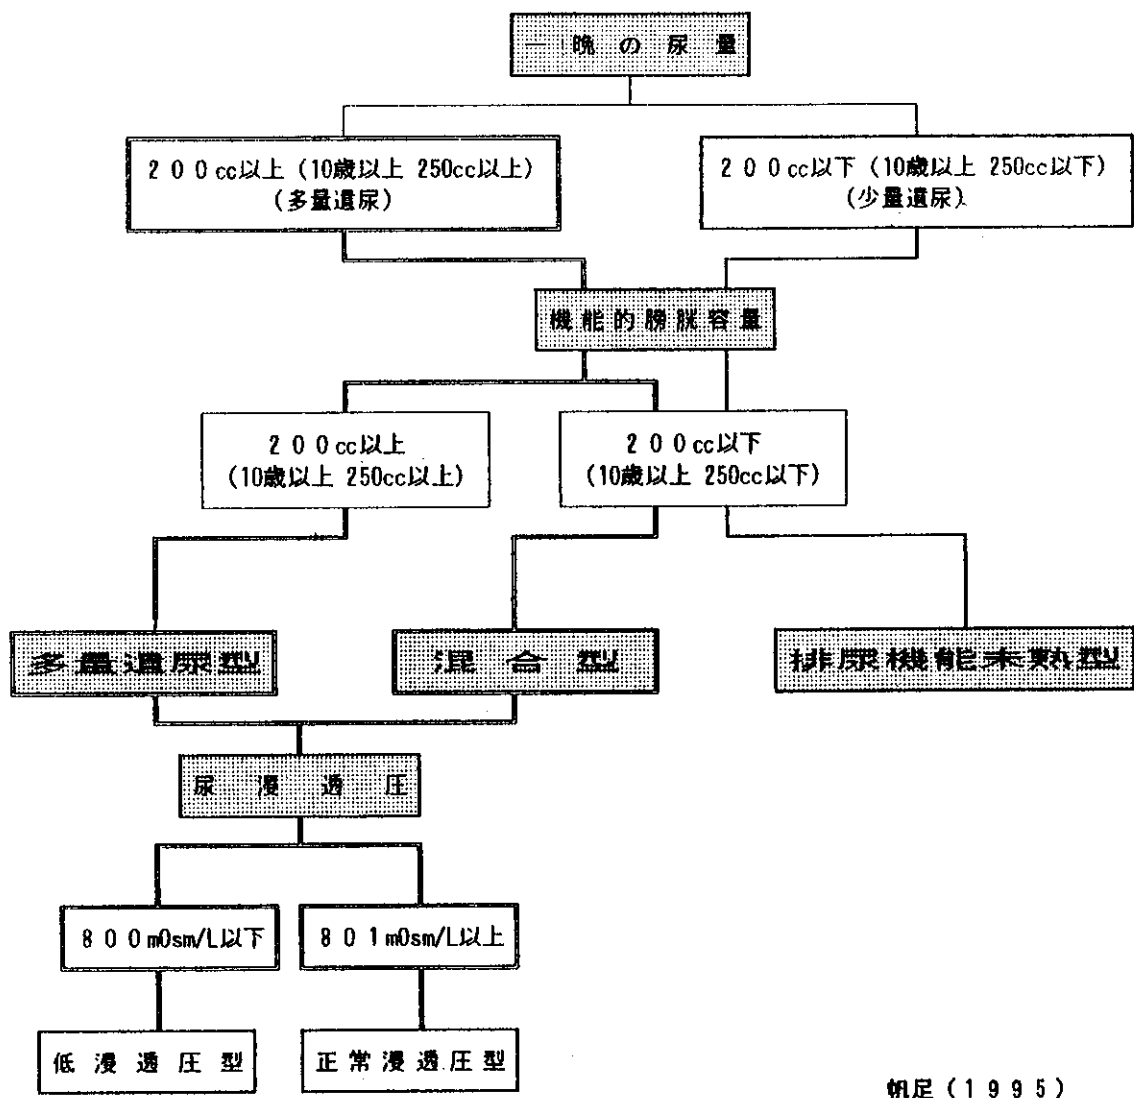 一晩の尿量
200cc以上(10歳以上 250cc以上)
(多量遺尿)
200cc以下(10歳以上 250cc以下)
(少量遺尿)
機能的膀胱容量
200cc以上
(10歳以上 250cc以上)
200cc以下
(10歳以上 250cc以下)
多量遺尿型
混合型
排尿機能未熟型
尿浸透圧
800mOsm/L以下
801mOsm/L以上
低浸透圧型
正常浸透圧型
帆足(1995)